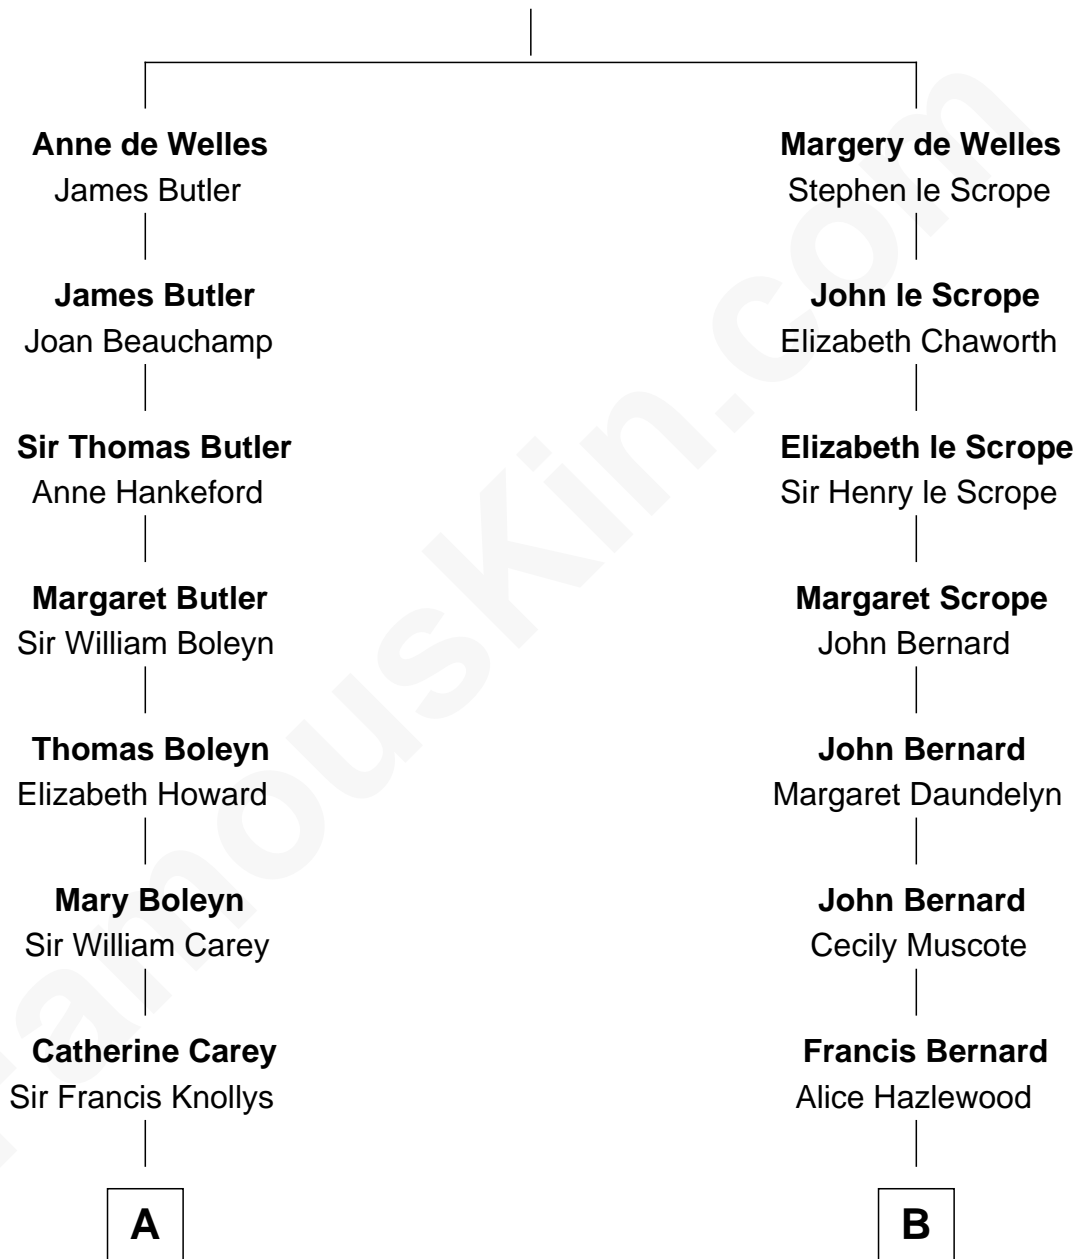 Anne de Welles
James Butler
James Butler
Joan Beauchamp
Sir Thomas Butler
Anne Hankeford
Margaret Butler
Sir William Boleyn
Thomas Boleyn
Elizabeth Howard
Mary Boleyn
Sir William Carey
Catherine Carey
Sir Francis Knollys
A
Margery de Welles
Stephen le Scrope
John le Scrope
Elizabeth Chaworth
Elizabeth le Scrope
Sir Henry le Scrope
Margaret Scrope
John Bernard
John Bernard
Margaret Daundelyn
John Bernard
Cecily Muscote
Francis Bernard
Alice Hazlewood
B
famouskin.com